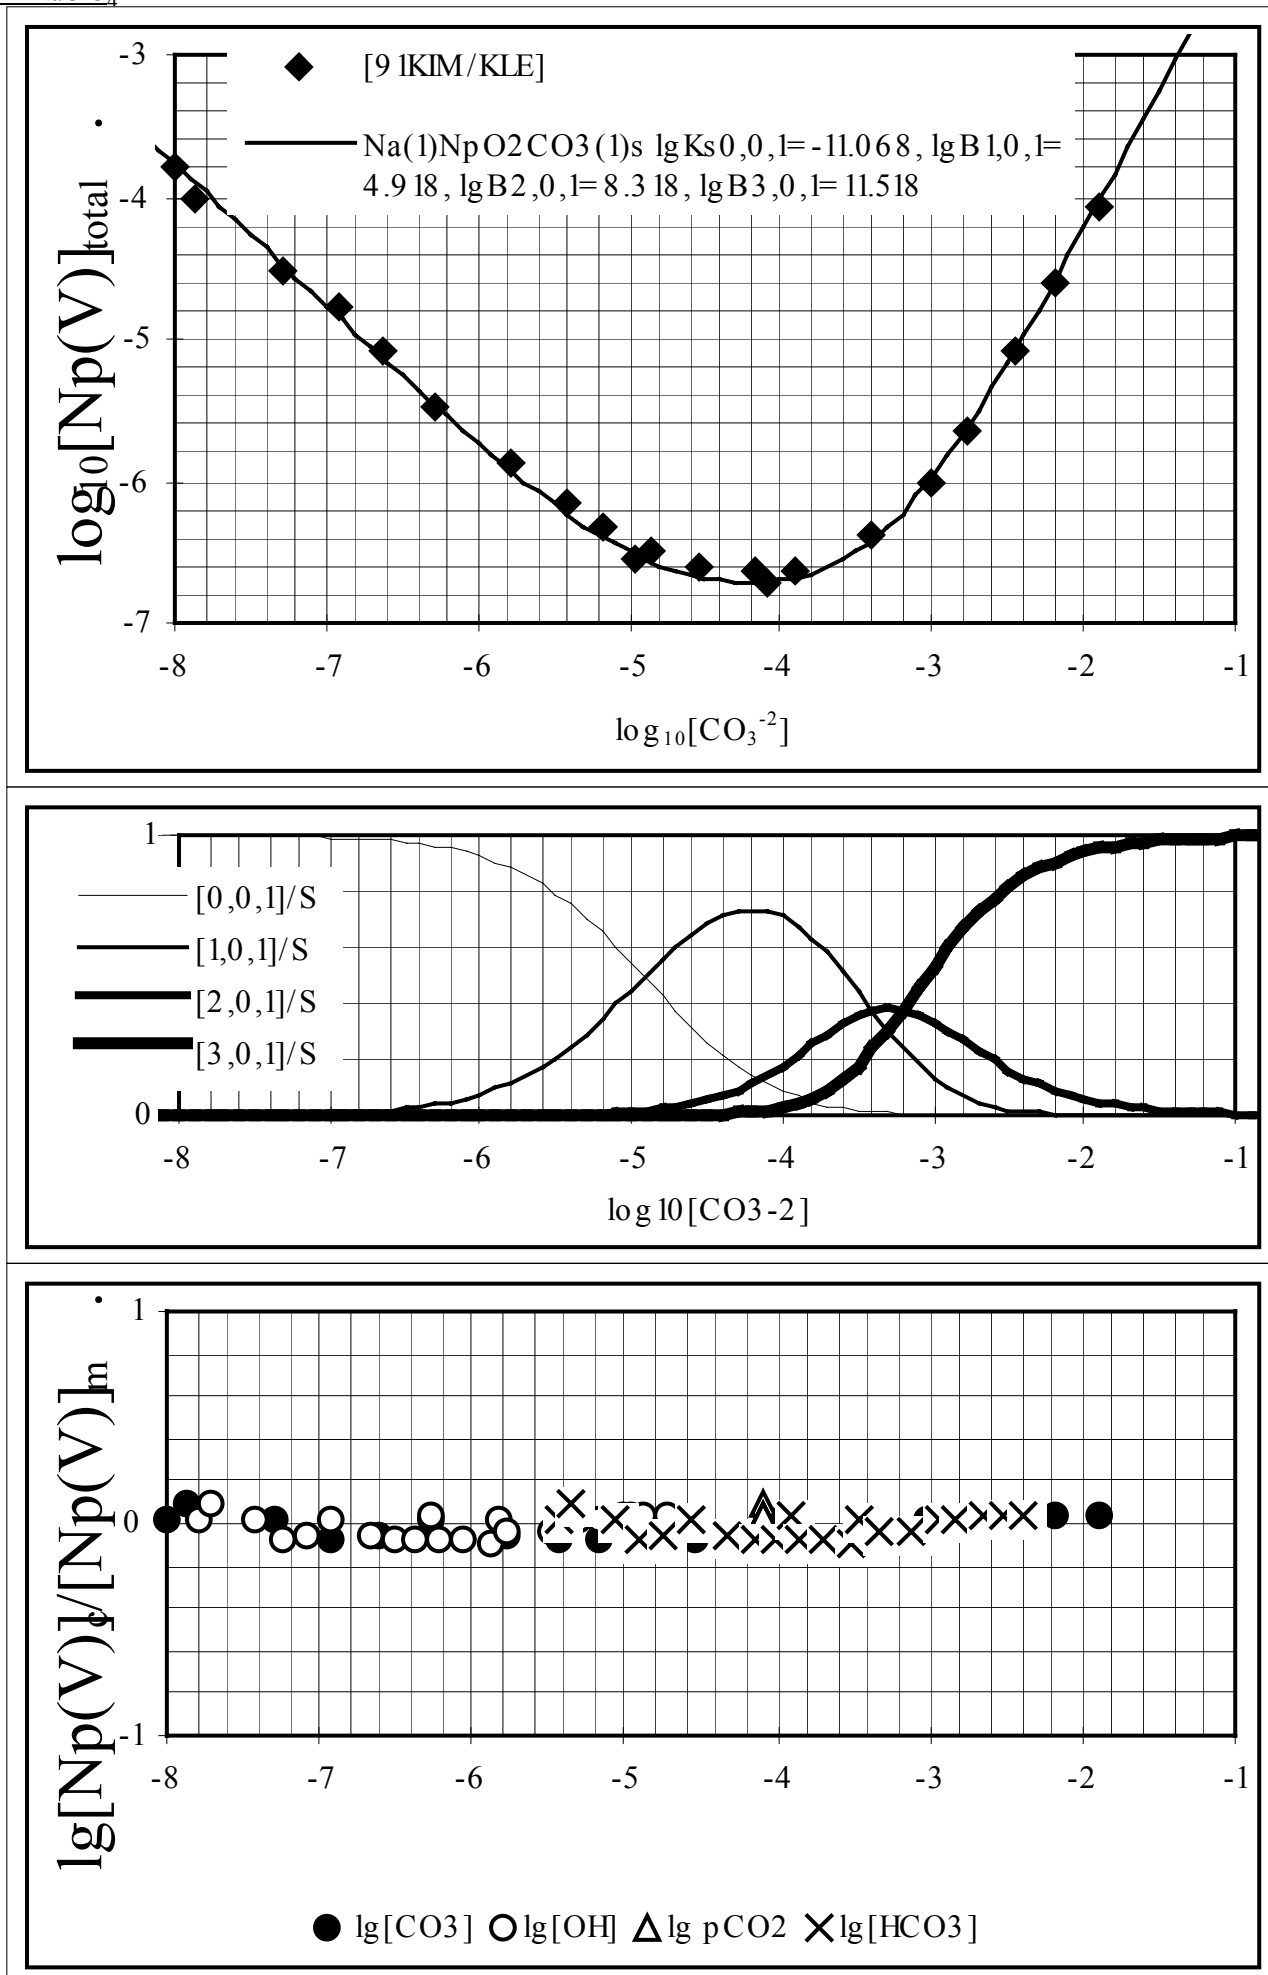 -3
[91KIM/KLE]
Na(1)NpO2CO3(1)s lgKs0,0,1=-11.068, lgB1,0,1=
4.918, lgB2,0,1=8.318, lgB3,0,1=11.518
-4
-5
-6
-7
log₁₀[Np(V)]total .
-8 -7 -6 -5 -4 -3 -2 -1
log₁₀[CO₃⁻²]
1
[0,0,1]/S
[1,0,1]/S
[2,0,1]/S
[3,0,1]/S
0
-8 -7 -6 -5 -4 -3 -2 -1
log10[CO3-2]
1
0
-1
lg[Np(V)]c/[Np(V)]m .
-8 -7 -6 -5 -4 -3 -2 -1
lg[CO3] lg[OH] lg pCO2 lg[HCO3]